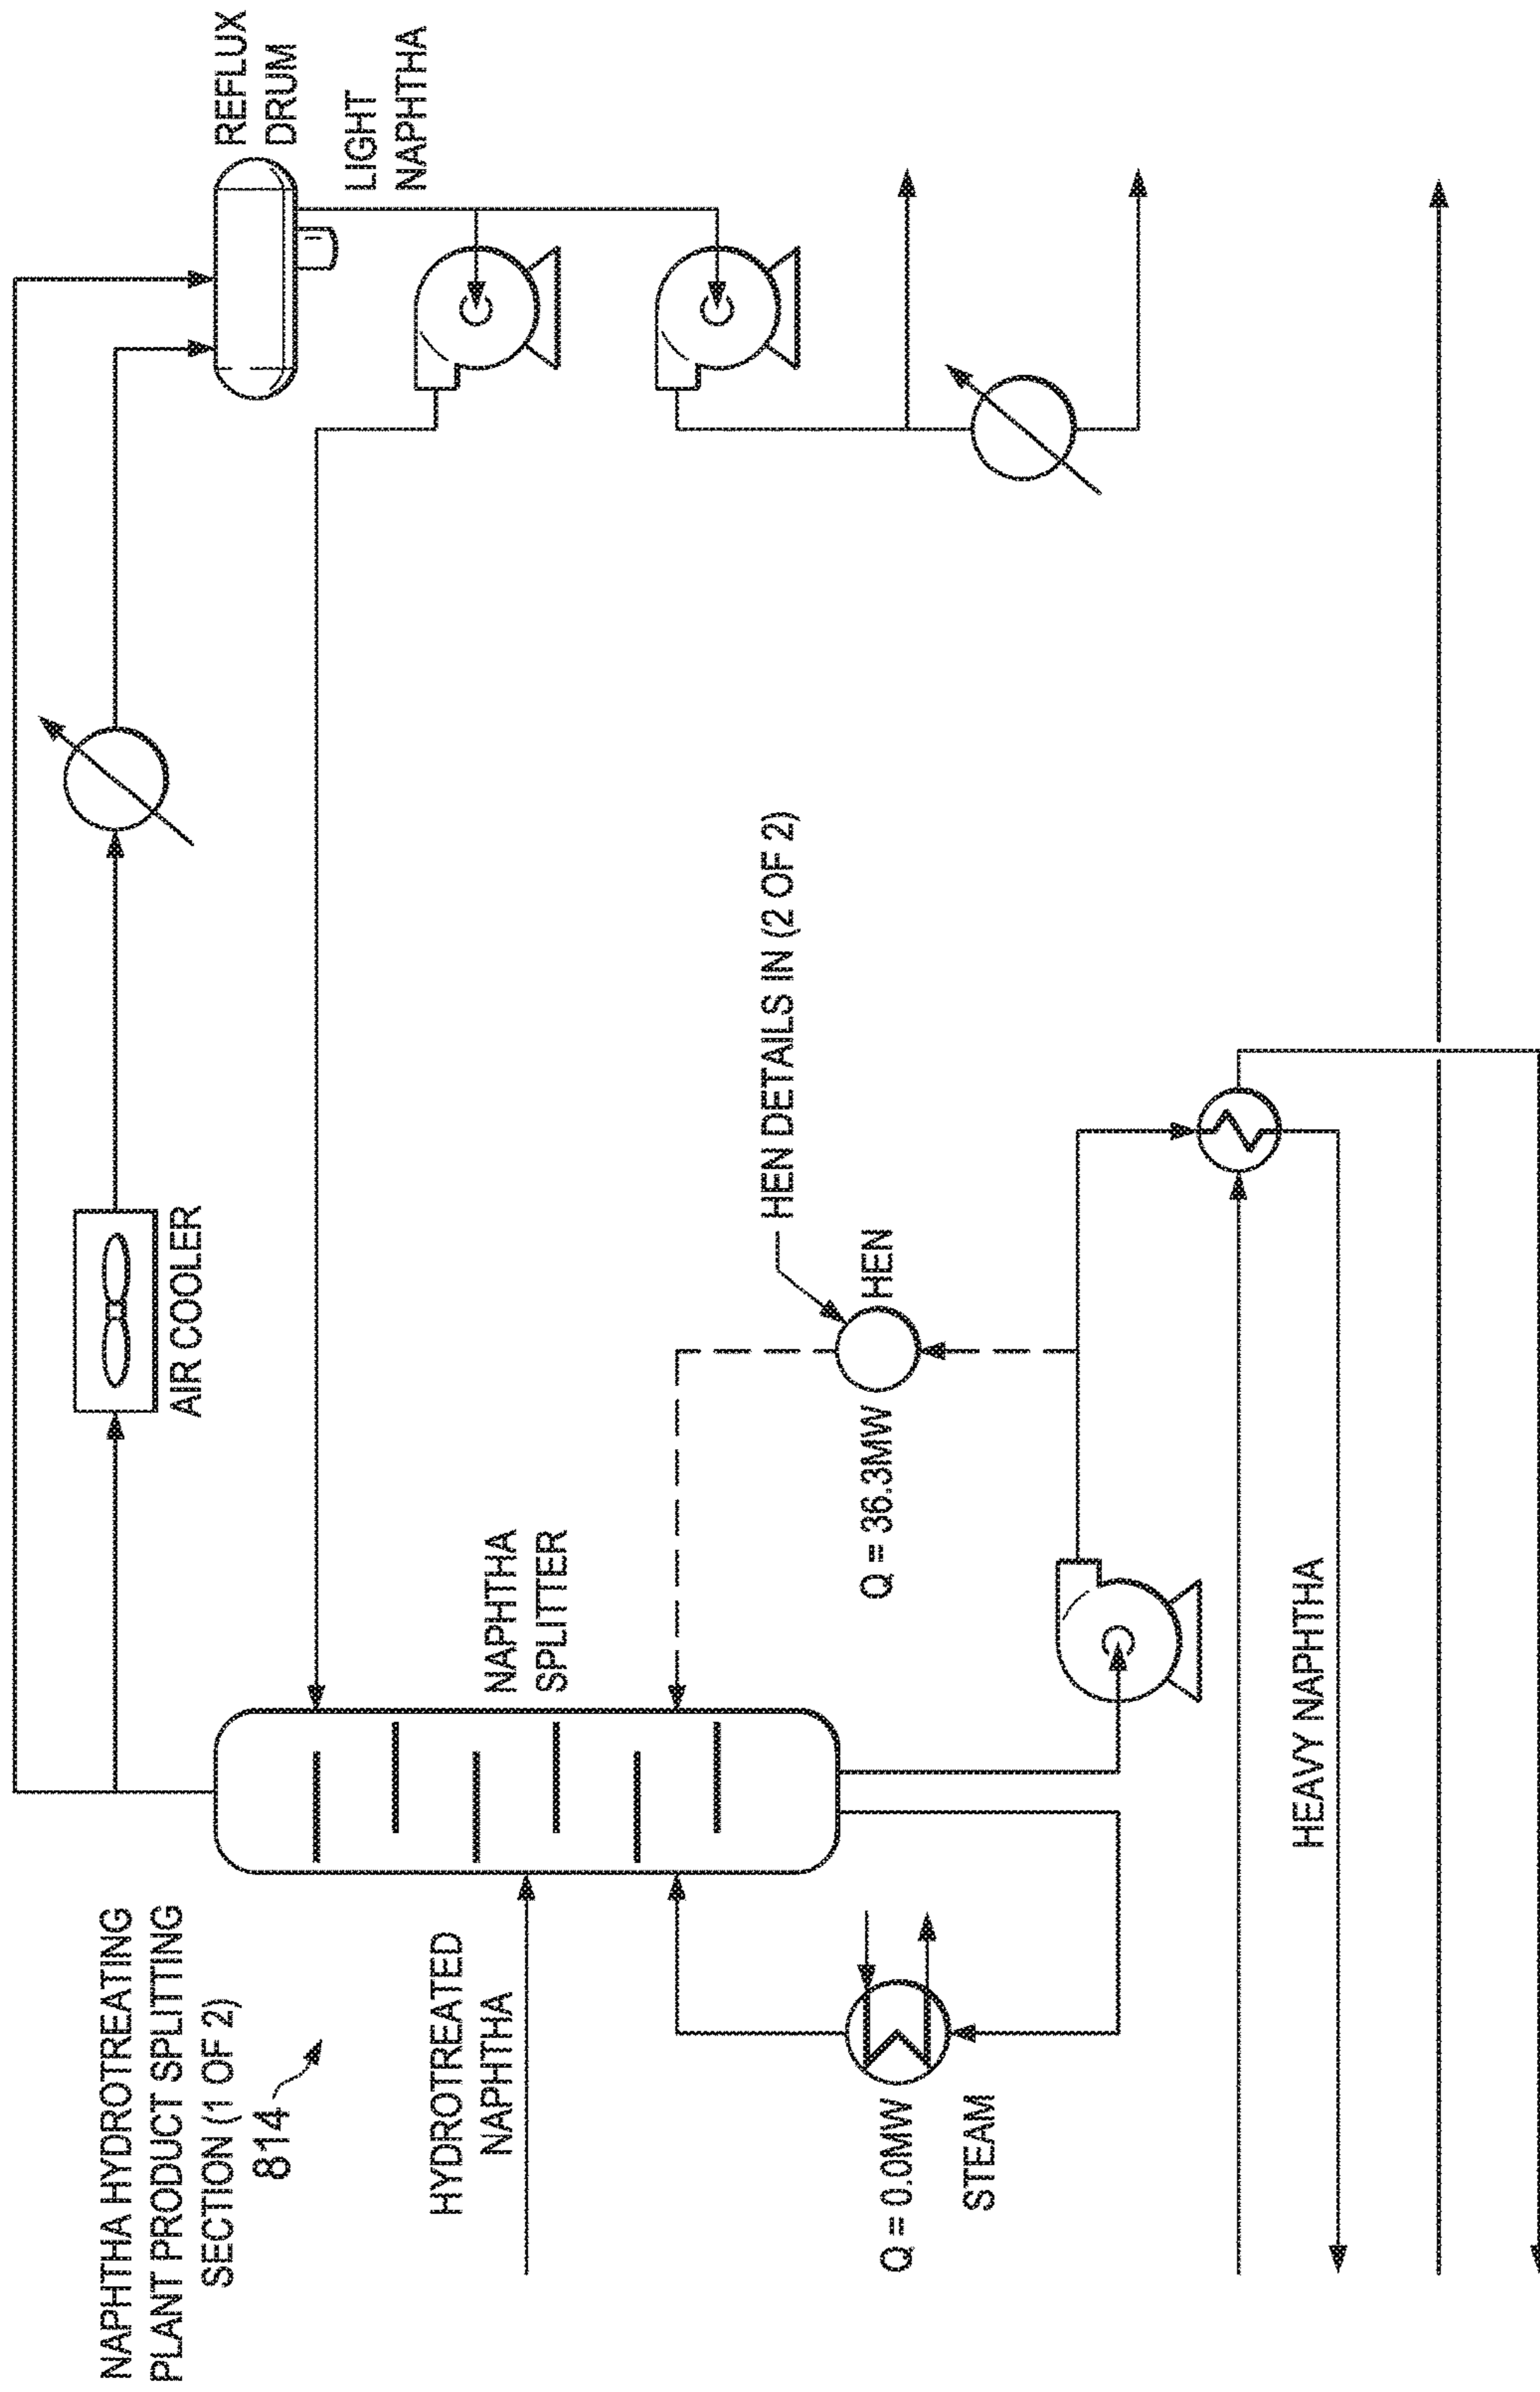 NAPHTHA HYDROTREATING
PLANT PRODUCT SPLITTING
SECTION (1 OF 2)
814
AIR COOLER
REFLUX
DRUM
LIGHT
NAPHTHA
NAPHTHA
SPLITTER
HYDROTREATED
NAPHTHA
HEN DETAILS IN (2 OF 2)
Q = 36.3MW
HEN
Q = 0.0MW
STEAM
HEAVY NAPHTHA